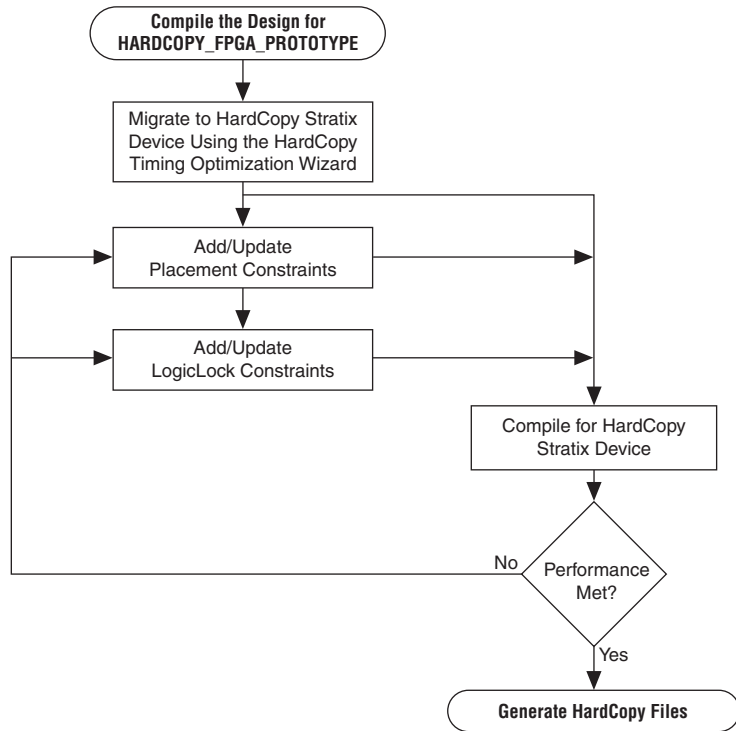 Compile the Design for
HARDCOPY_FPGA_PROTOTYPE
Migrate to HardCopy Stratix
Device Using the HardCopy
Timing Optimization Wizard
Add/Update
Placement Constraints
Add/Update
LogicLock Constraints
Compile for HardCopy
Stratix Device
No
Performance
Met?
Yes
Generate HardCopy Files